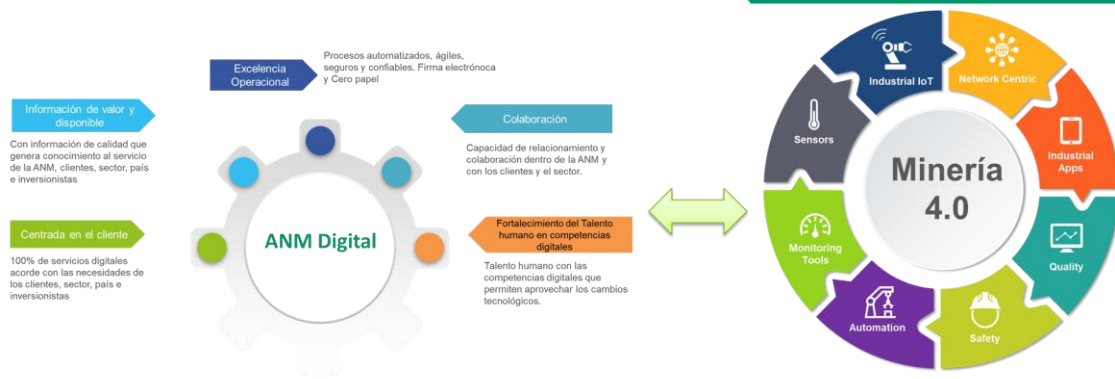 Excelencia
Operacional
Procesos automatizados, ágiles,
seguros y confiables. Firma electrónoca
y Cero papel
Información de valor y
disponible
Con información de calidad que
genera conocimiento al servicio
de la ANM, clientes, sector, país
e inversionistas
Colaboración
Capacidad de relacionamiento y
colaboración dentro de la ANM y
con los clientes y el sector.
Centrada en el cliente
100% de servicios digitales
acorde con las necesidades de
los clientes, sector, país e
inversionistas
ANM Digital
Fortalecimiento del Talento
humano en competencias
digitales
Talento humano con las
competencias digitales que
permiten aprovechar los cambios
tecnológicos.
Minería
4.0
Industrial IoT
Network Centric
Industrial
Apps
Quality
Safety
Automation
Monitoring
Tools
Sensors